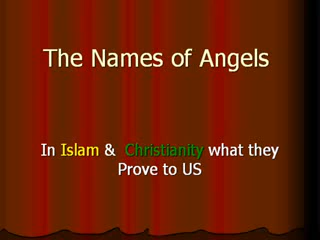 The Names of Angels
In Islam & Christianity what they
Prove to US